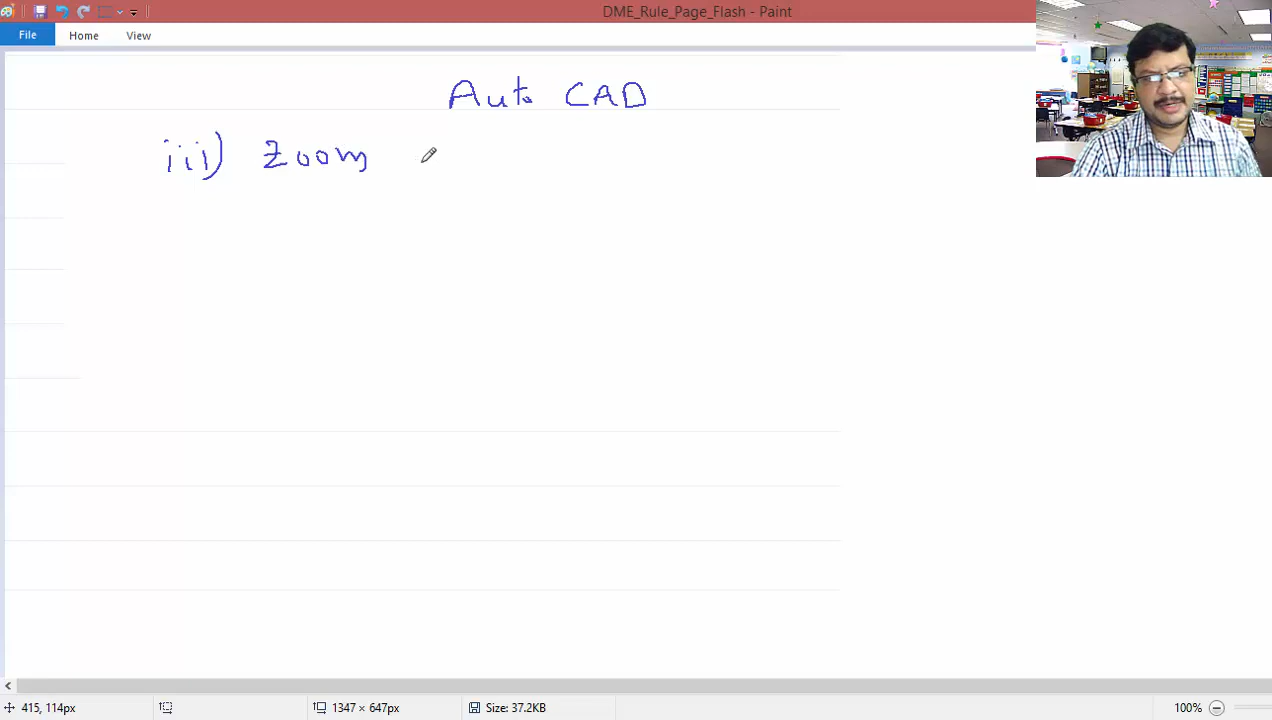 DME_Rule_Page_Flash - Paint
File Home View
Auto CAD
iii) Zoom
415, 114px 1347 × 647px Size: 37.2KB 100%